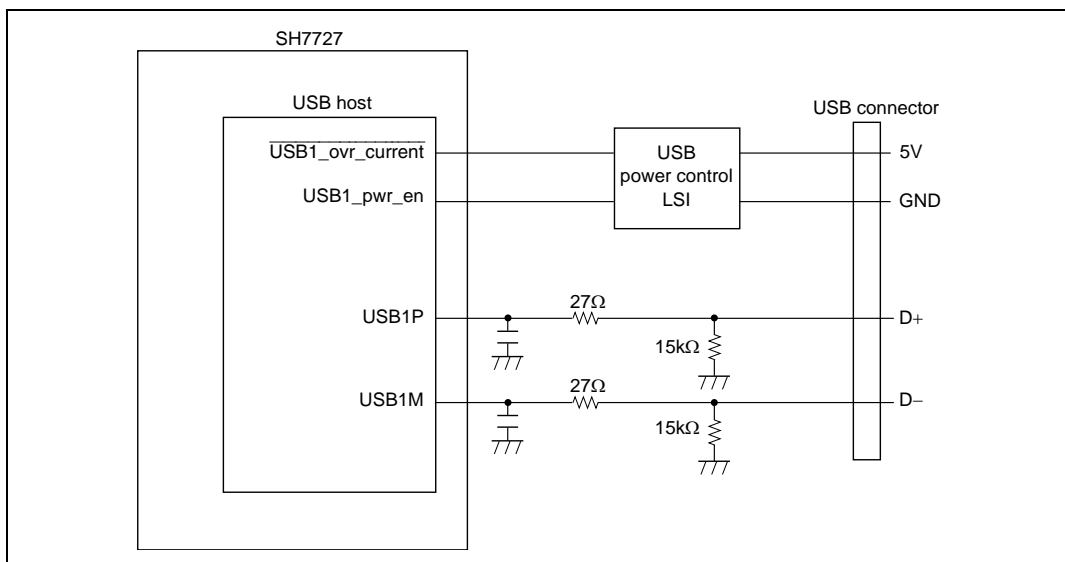 SH7727
USB host
USB connector
USB1_ovr_current
USB
power control
LSI
5V
USB1_pwr_en
GND
27Ω
USB1P
D+
15kΩ
27Ω
USB1M
D−
15kΩ